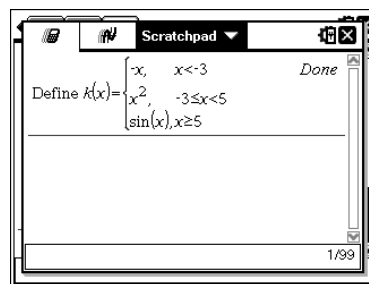 Scratchpad
-x, x<-3 Done
Define k(x)= x², -3≤x<5
sin(x),x≥5
1/99